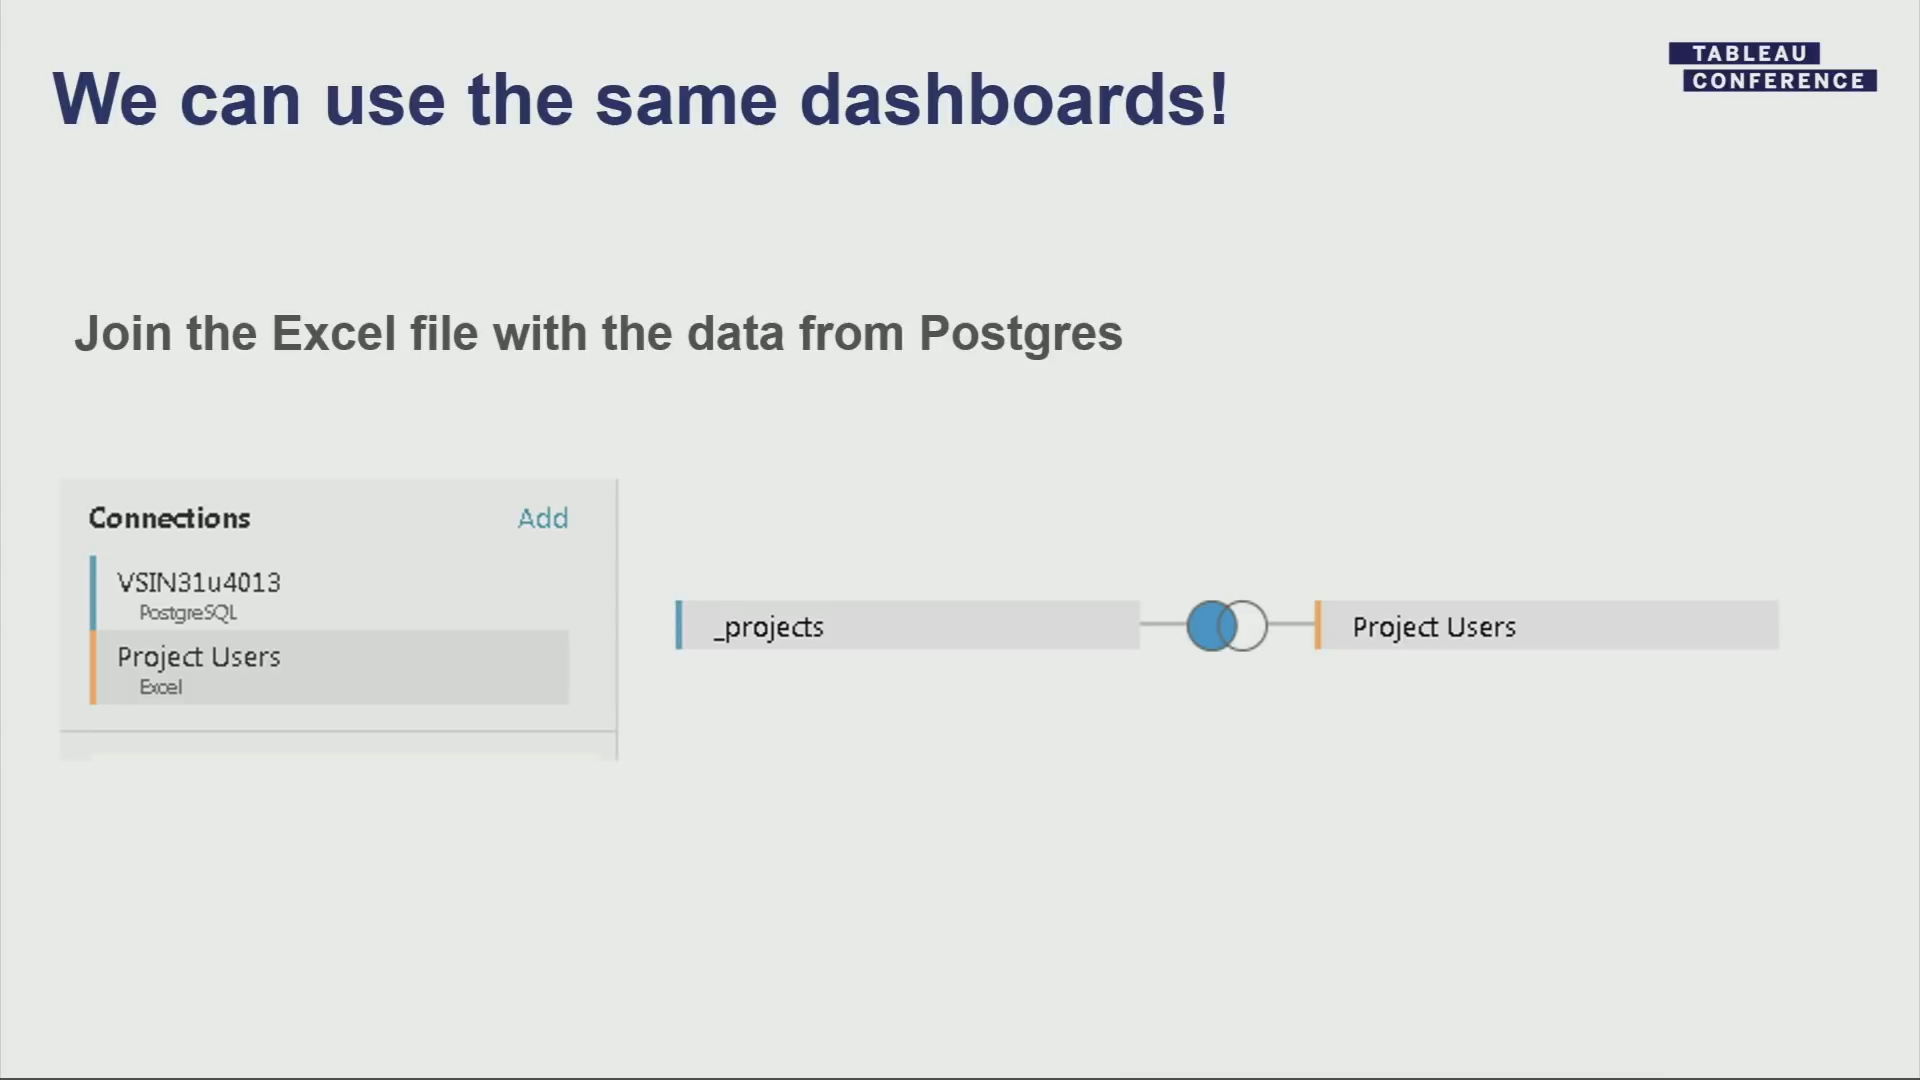 We can use the same dashboards!
TABLEAU
CONFERENCE
Join the Excel file with the data from Postgres
Connections Add
VSIN31u4013
PostgreSQL
Project Users
Excel
_projects
Project Users